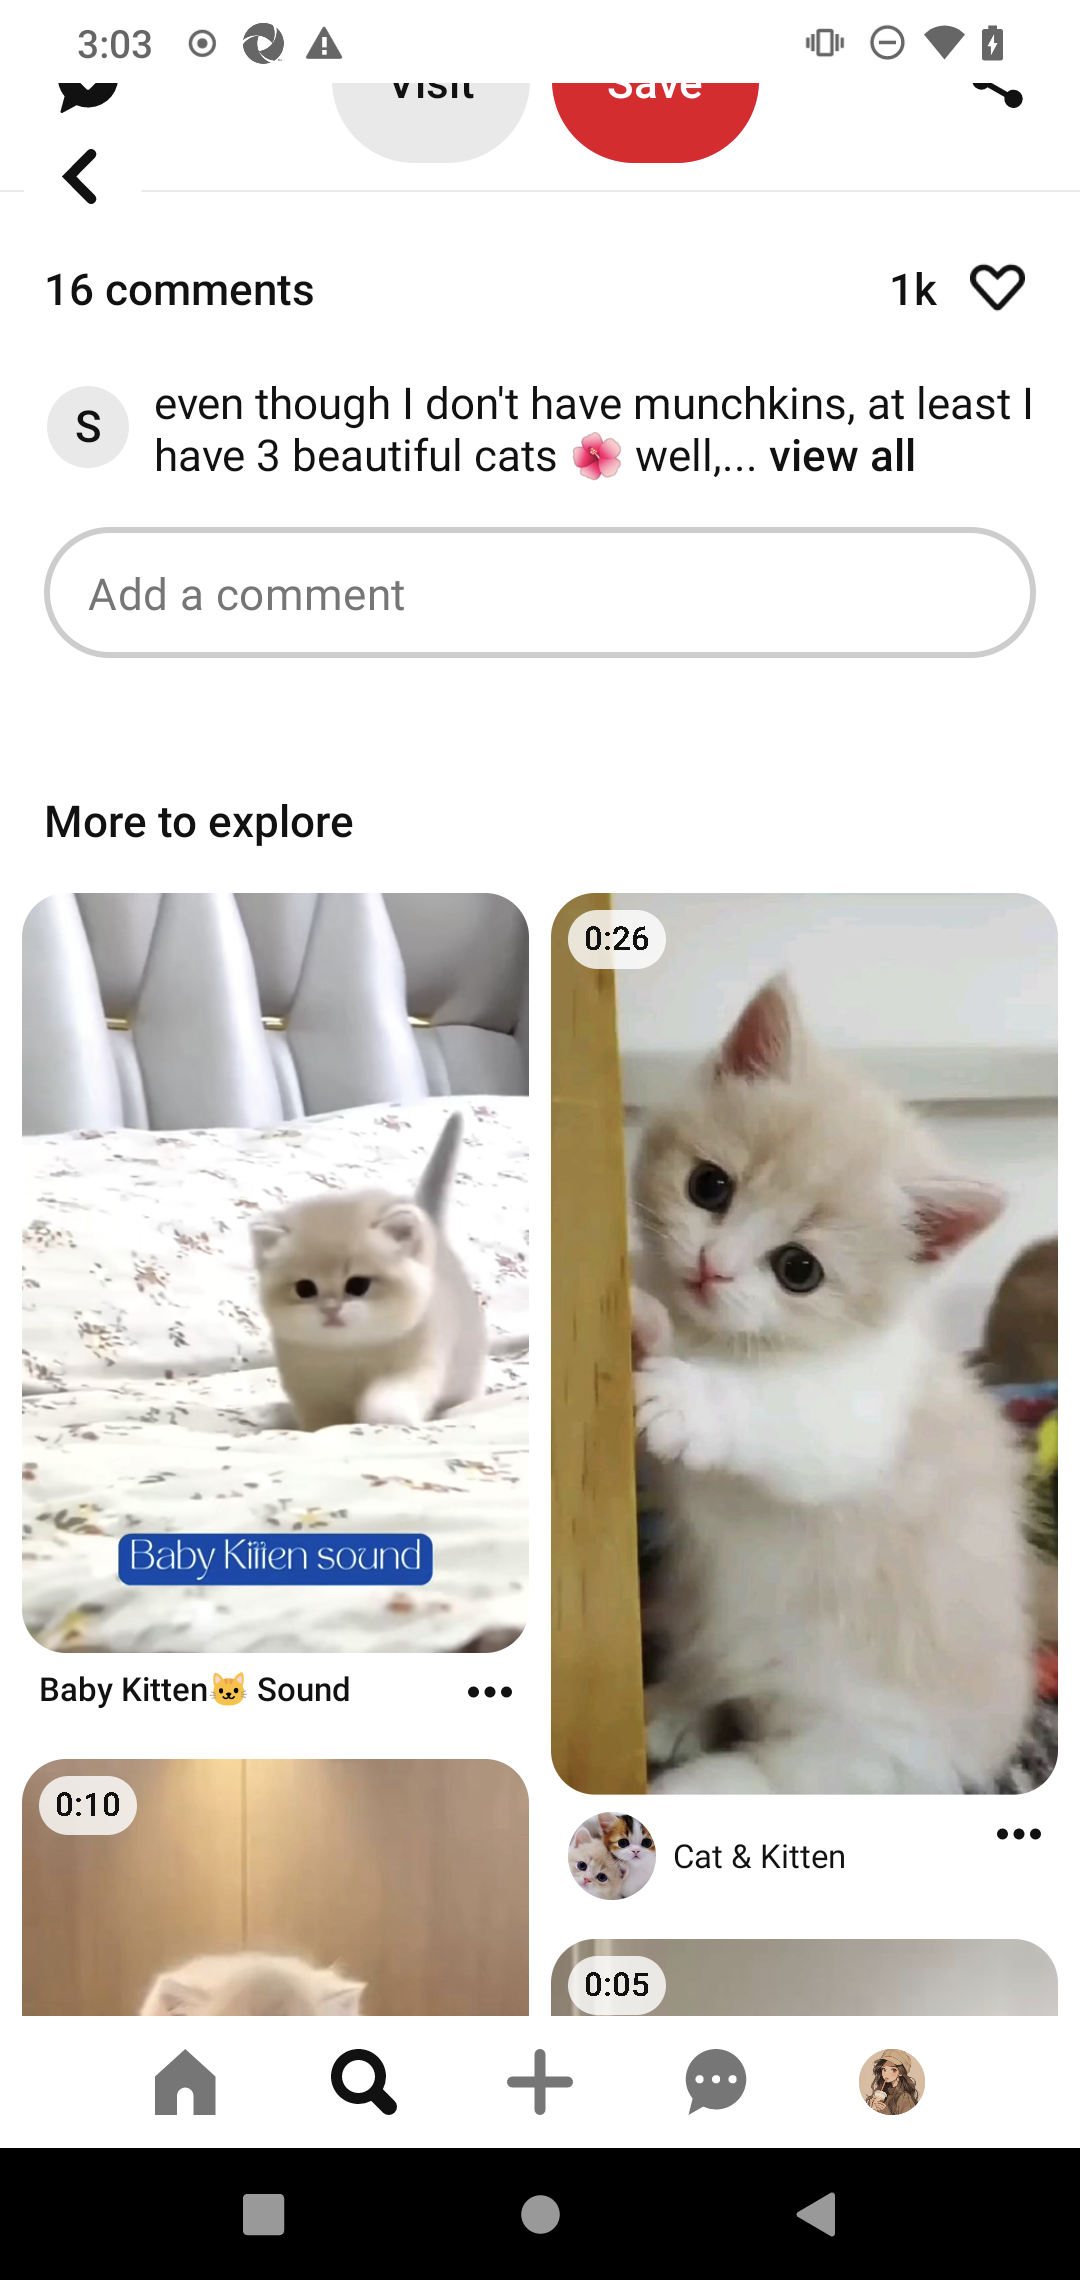 3:03
Visit
Save
16 comments
1k
S
even though I don't have munchkins, at least I
have 3 beautiful cats 🌺 well,... view all
Add a comment
More to explore
0:26
Baby Kitten sound
Baby Kitten🐱 Sound
0:10
Cat & Kitten
0:05